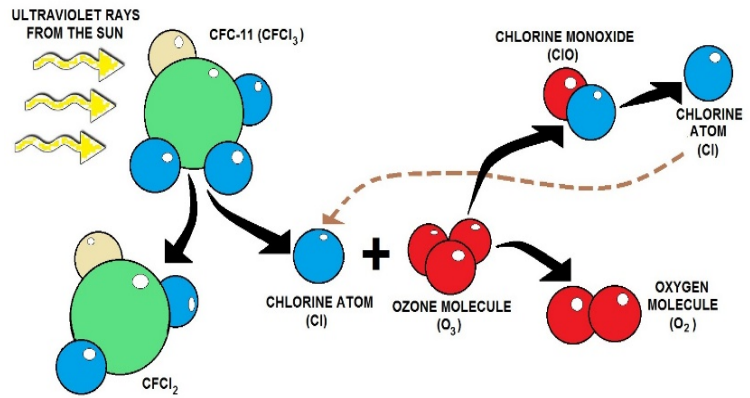 ULTRAVIOLET RAYS
FROM THE SUN
CFC-11 (CFCl₃)
CHLORINE MONOXIDE
(ClO)
CHLORINE
ATOM
(Cl)
+
CHLORINE ATOM
(Cl)
OZONE MOLECULE
(O₃)
OXYGEN
MOLECULE
(O₂)
CFCl₂